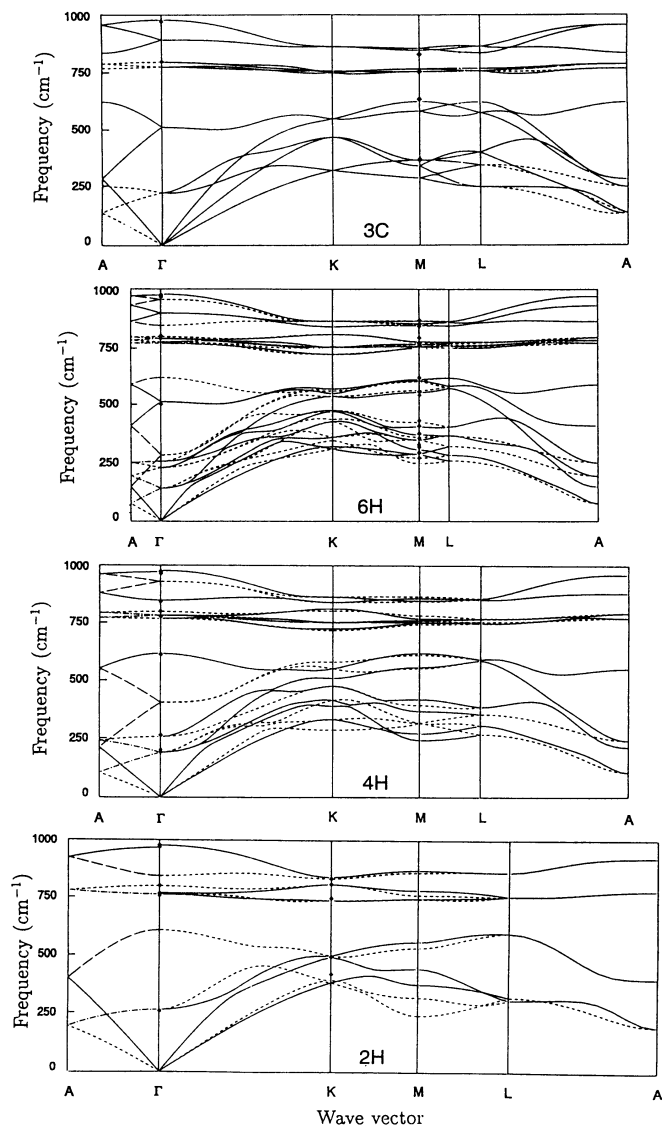 Frequency (cm⁻¹)
1000
750
500
250
0
3C
A Γ K M L A
Frequency (cm⁻¹)
1000
750
500
250
0
6H
A Γ K M L A
Frequency (cm⁻¹)
1000
750
500
250
0
4H
A Γ K M L A
Frequency (cm⁻¹)
1000
750
500
250
0
2H
A Γ K M L A
Wave vector